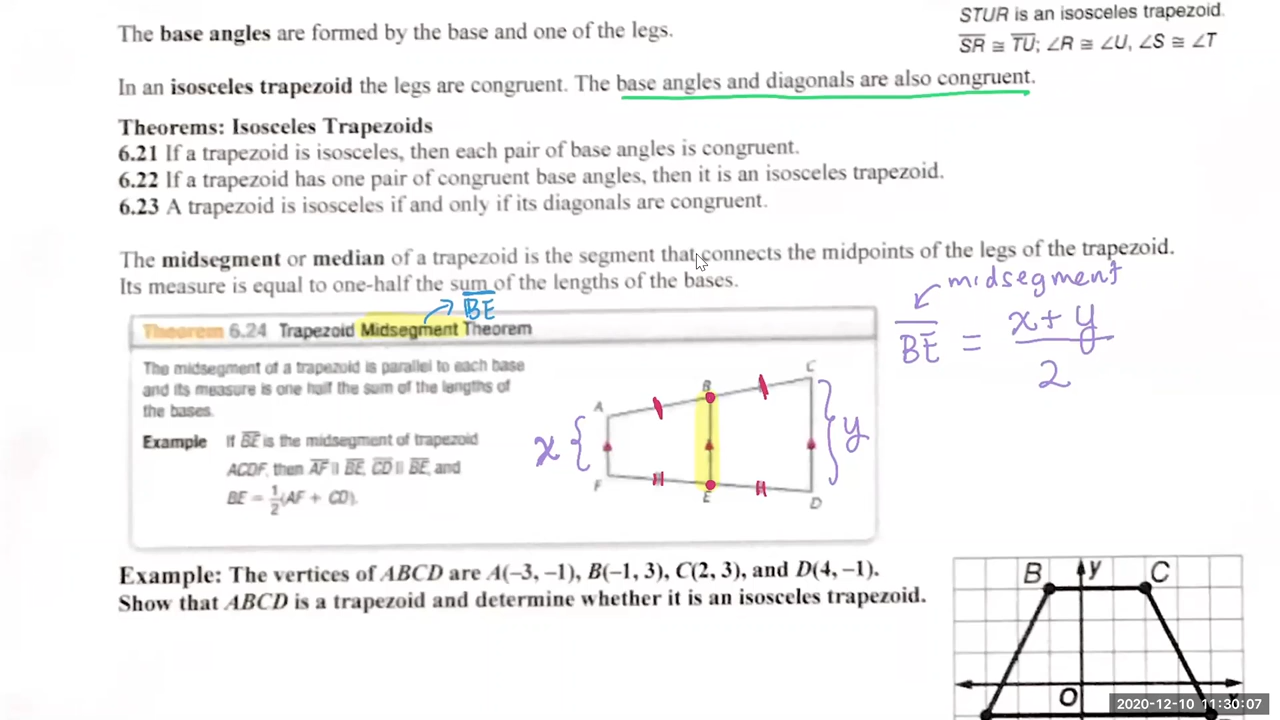 The base angles are formed by the base and one of the legs.
STUR is an isosceles trapezoid.
SR ≅ TU; ∠R ≅ ∠U, ∠S ≅ ∠T
In an isosceles trapezoid the legs are congruent. The base angles and diagonals are also congruent.
Theorems: Isosceles Trapezoids
6.21 If a trapezoid is isosceles, then each pair of base angles is congruent.
6.22 If a trapezoid has one pair of congruent base angles, then it is an isosceles trapezoid.
6.23 A trapezoid is isosceles if and only if its diagonals are congruent.
The midsegment or median of a trapezoid is the segment that connects the midpoints of the legs of the trapezoid.
Its measure is equal to one-half the sum of the lengths of the bases.
midsegment
BE
BE = x + y
2
Theorem 6.24 Trapezoid Midsegment Theorem
The midsegment of a trapezoid is parallel to each base
and its measure is one half the sum of the lengths of
the bases.
Example If BE is the midsegment of trapezoid
ACDF, then AF || BE, CD || BE, and
BE = 1/2(AF + CD).
A
B
C
x
y
F
E
D
Example: The vertices of ABCD are A(−3, −1), B(−1, 3), C(2, 3), and D(4, −1).
Show that ABCD is a trapezoid and determine whether it is an isosceles trapezoid.
B
y
C
O
2020-12-10 11:30:07